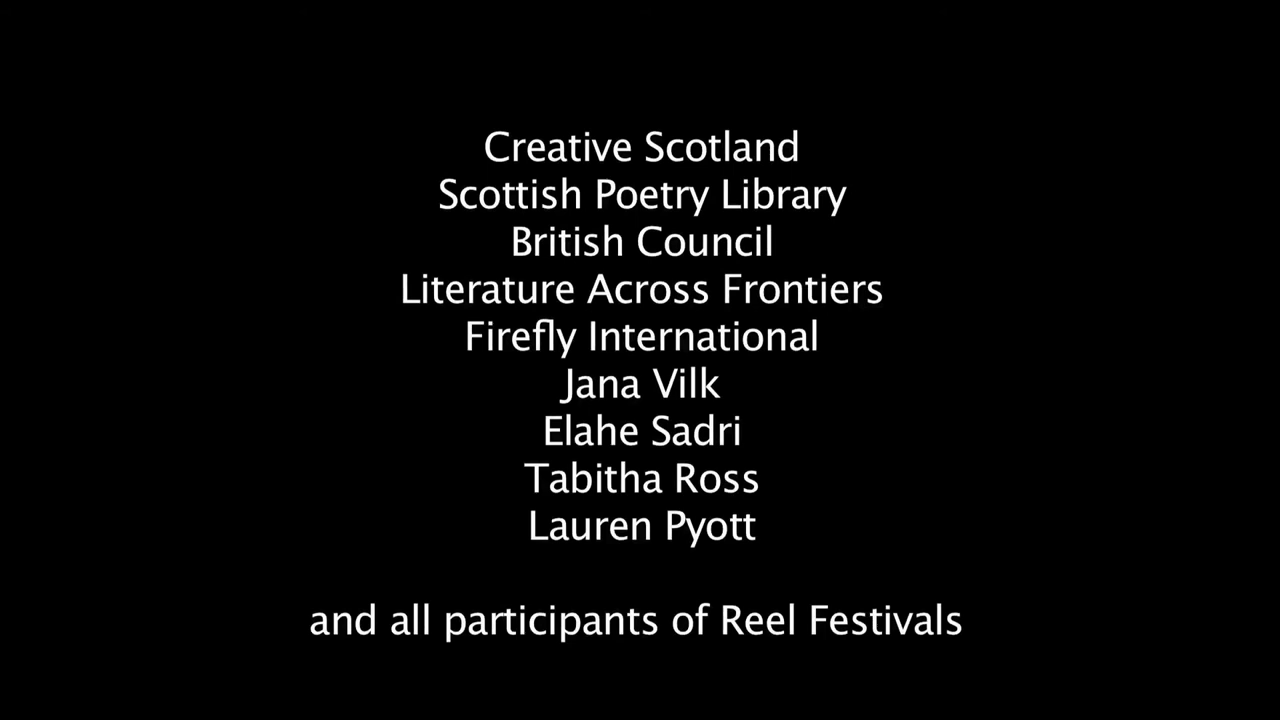 Creative Scotland
Scottish Poetry Library
British Council
Literature Across Frontiers
Firefly International
Jana Vilk
Elahe Sadri
Tabitha Ross
Lauren Pyott
and all participants of Reel Festivals